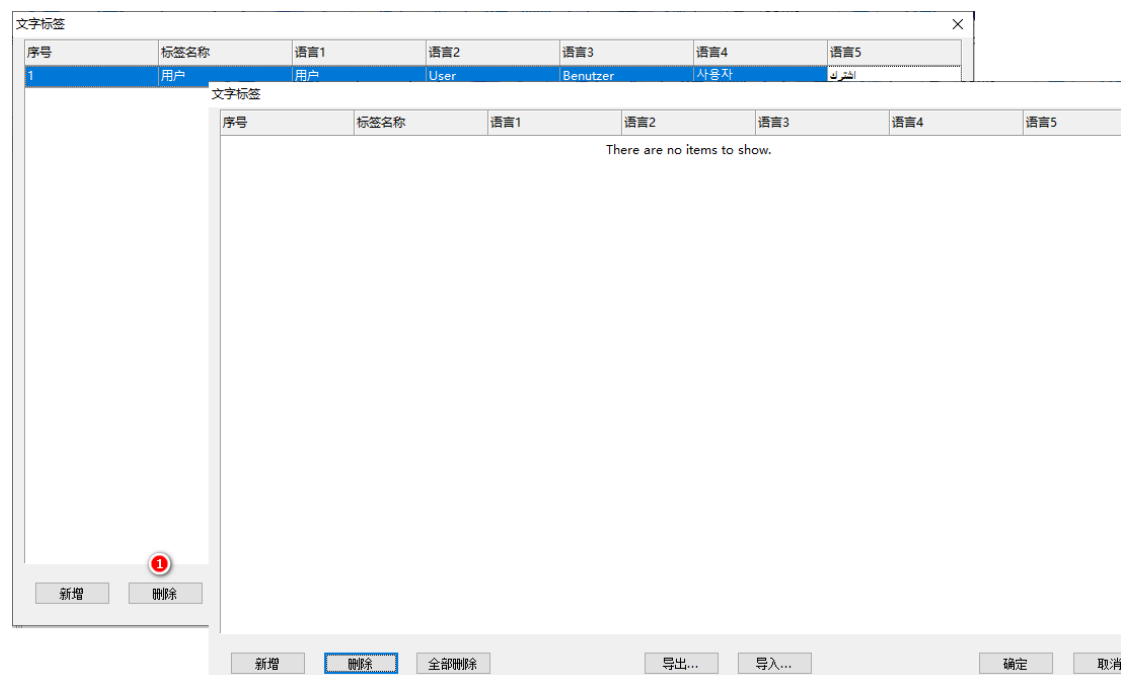 文字标签
序号 标签名称 语言1 语言2 语言3 语言4 语言5
1 用户 用户 User Benutzer 사용자 اشترك
文字标签
序号 标签名称 语言1 语言2 语言3 语言4 语言5
There are no items to show.
1
新增 删除
新增 删除 全部删除 导出... 导入... 确定 取消